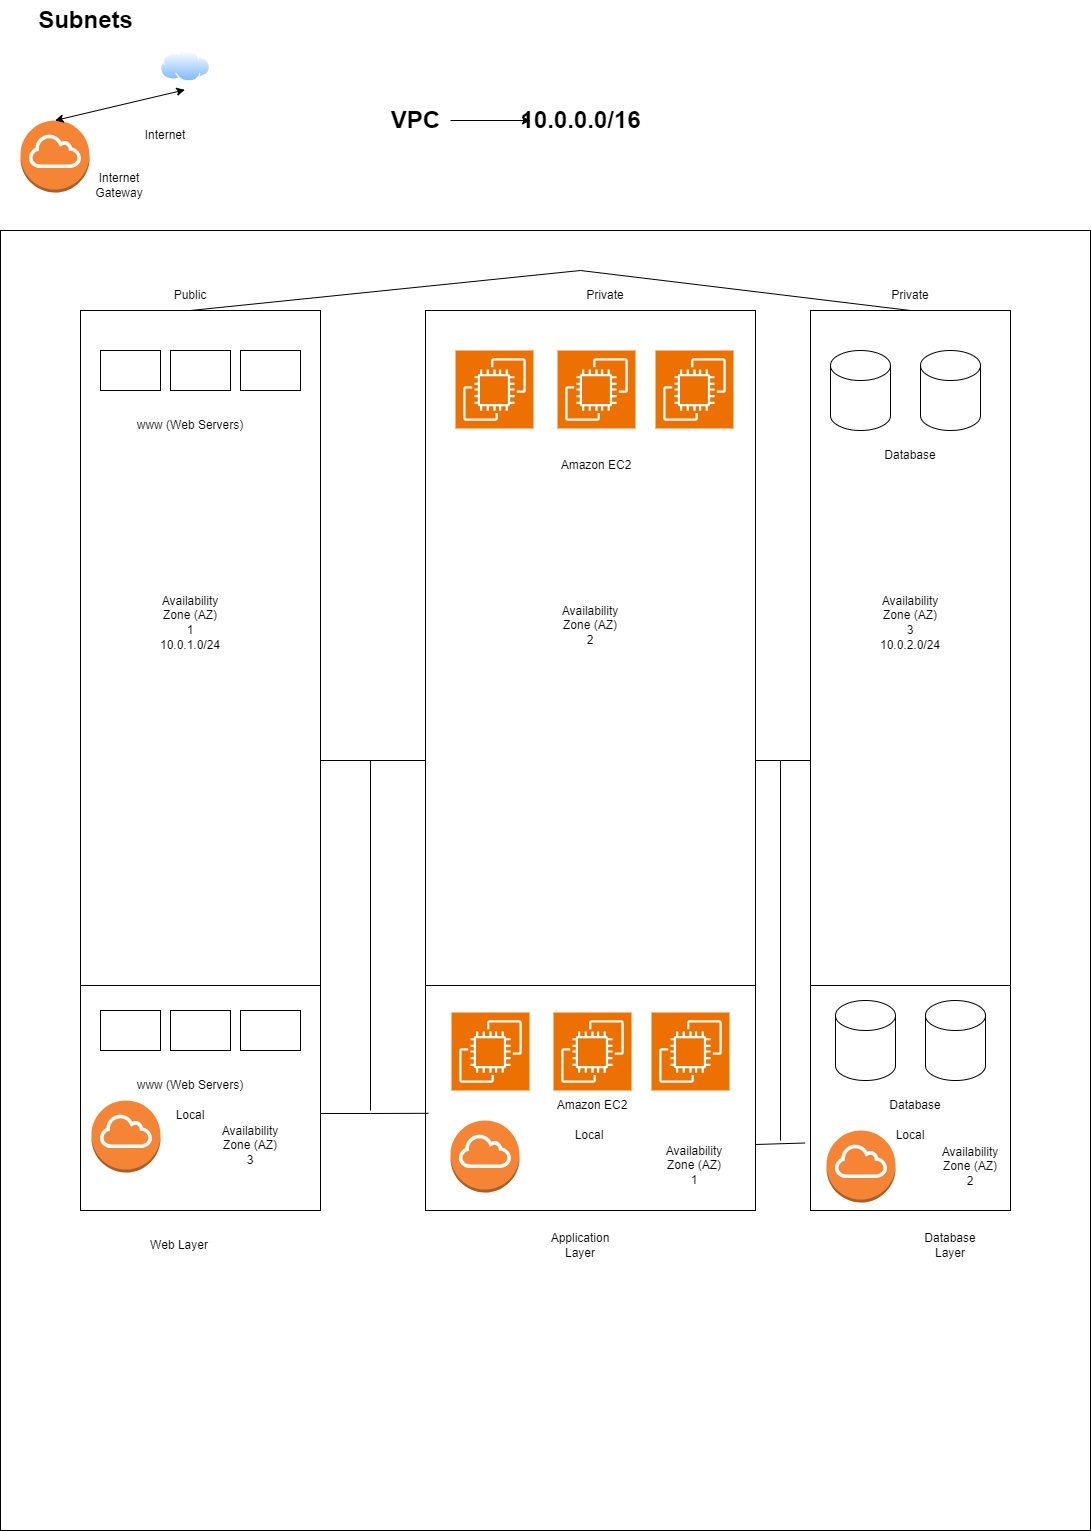 Subnets
Internet
VPC
10.0.0.0/16
Internet
Gateway
Public
Private
Private
www (Web Servers)
Amazon EC2
Database
Availability
Zone (AZ)
1
10.0.1.0/24
Availability
Zone (AZ)
2
Availability
Zone (AZ)
3
10.0.2.0/24
www (Web Servers)
Local
Availability
Zone (AZ)
3
Amazon EC2
Local
Availability
Zone (AZ)
1
Database
Local
Availability
Zone (AZ)
2
Web Layer
Application
Layer
Database
Layer